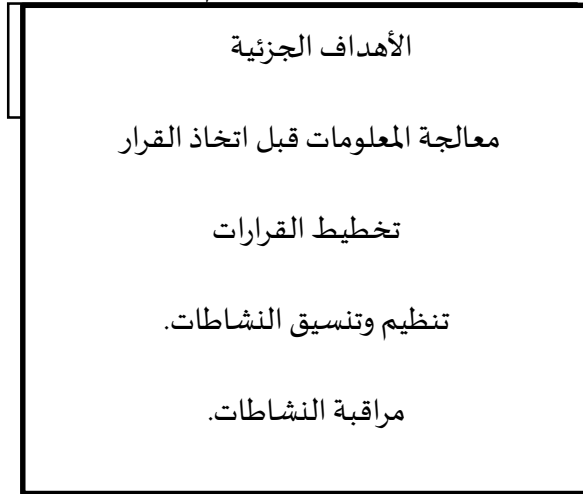 الأهداف الجزئية
معالجة المعلومات قبل اتخاذ القرار
تخطيط القرارات
تنظيم وتنسيق النشاطات.
مراقبة النشاطات.